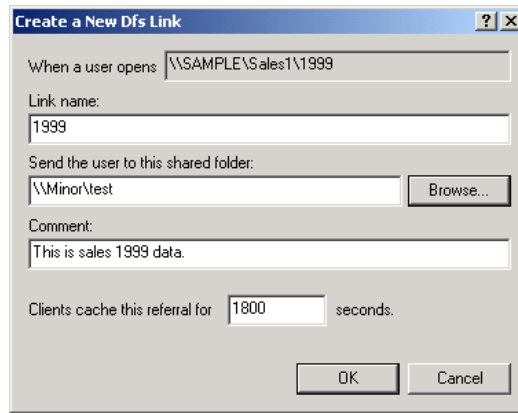 Create a New Dfs Link
When a user opens \\SAMPLE\Sales1\1999
Link name:
1999
Send the user to this shared folder:
\\Minor\test Browse...
Comment:
This is sales 1999 data.
Clients cache this referral for 1800 seconds.
OK Cancel